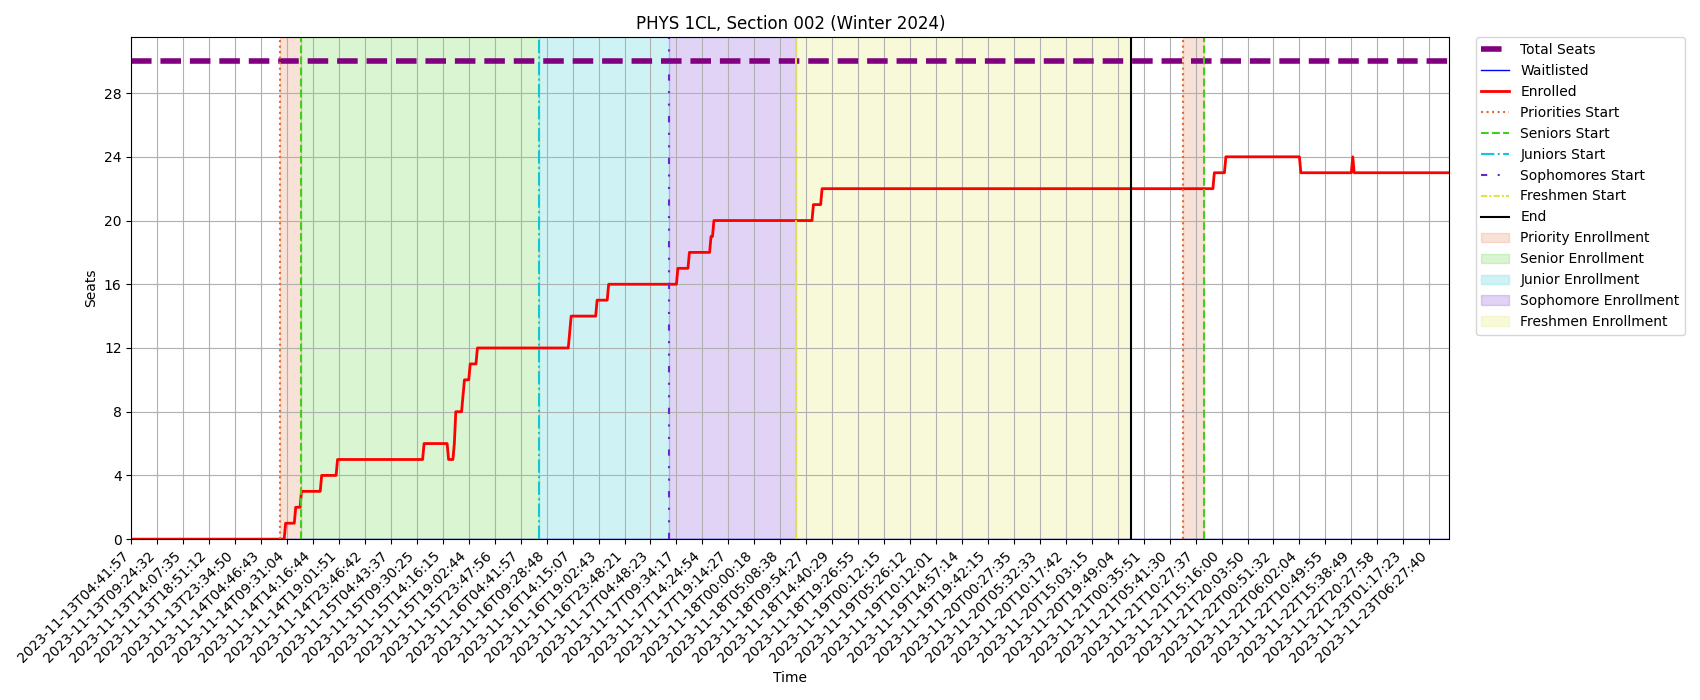 PHYS 1CL, Section 002 (Winter 2024)
Total Seats
Waitlisted
Enrolled
Priorities Start
Seniors Start
Juniors Start
Sophomores Start
Freshmen Start
End
Priority Enrollment
Senior Enrollment
Junior Enrollment
Sophomore Enrollment
Freshmen Enrollment
Seats
28
24
20
16
12
8
4
0
2023-11-13T04:41:57
2023-11-13T09:24:32
2023-11-13T14:07:35
2023-11-13T18:51:12
2023-11-13T23:34:50
2023-11-14T04:46:43
2023-11-14T09:31:04
2023-11-14T14:16:44
2023-11-14T19:01:51
2023-11-14T23:46:42
2023-11-15T04:43:37
2023-11-15T09:30:25
2023-11-15T14:16:15
2023-11-15T19:02:44
2023-11-15T23:47:56
2023-11-16T04:41:57
2023-11-16T09:28:48
2023-11-16T14:15:07
2023-11-16T19:02:43
2023-11-16T23:48:21
2023-11-17T04:48:23
2023-11-17T09:34:17
2023-11-17T14:24:54
2023-11-17T19:14:27
2023-11-18T00:00:18
2023-11-18T05:08:38
2023-11-18T09:54:27
2023-11-18T14:40:29
2023-11-18T19:26:55
2023-11-19T00:12:15
2023-11-19T05:26:12
2023-11-19T10:12:01
2023-11-19T14:57:14
2023-11-19T19:42:15
2023-11-20T00:27:35
2023-11-20T05:32:33
2023-11-20T10:17:42
2023-11-20T15:03:15
2023-11-20T19:49:04
2023-11-21T00:35:51
2023-11-21T05:41:30
2023-11-21T10:27:37
2023-11-21T15:16:00
2023-11-21T20:03:50
2023-11-22T00:51:32
2023-11-22T06:02:04
2023-11-22T10:49:55
2023-11-22T15:38:49
2023-11-22T20:27:58
2023-11-23T01:17:23
2023-11-23T06:27:40
Time